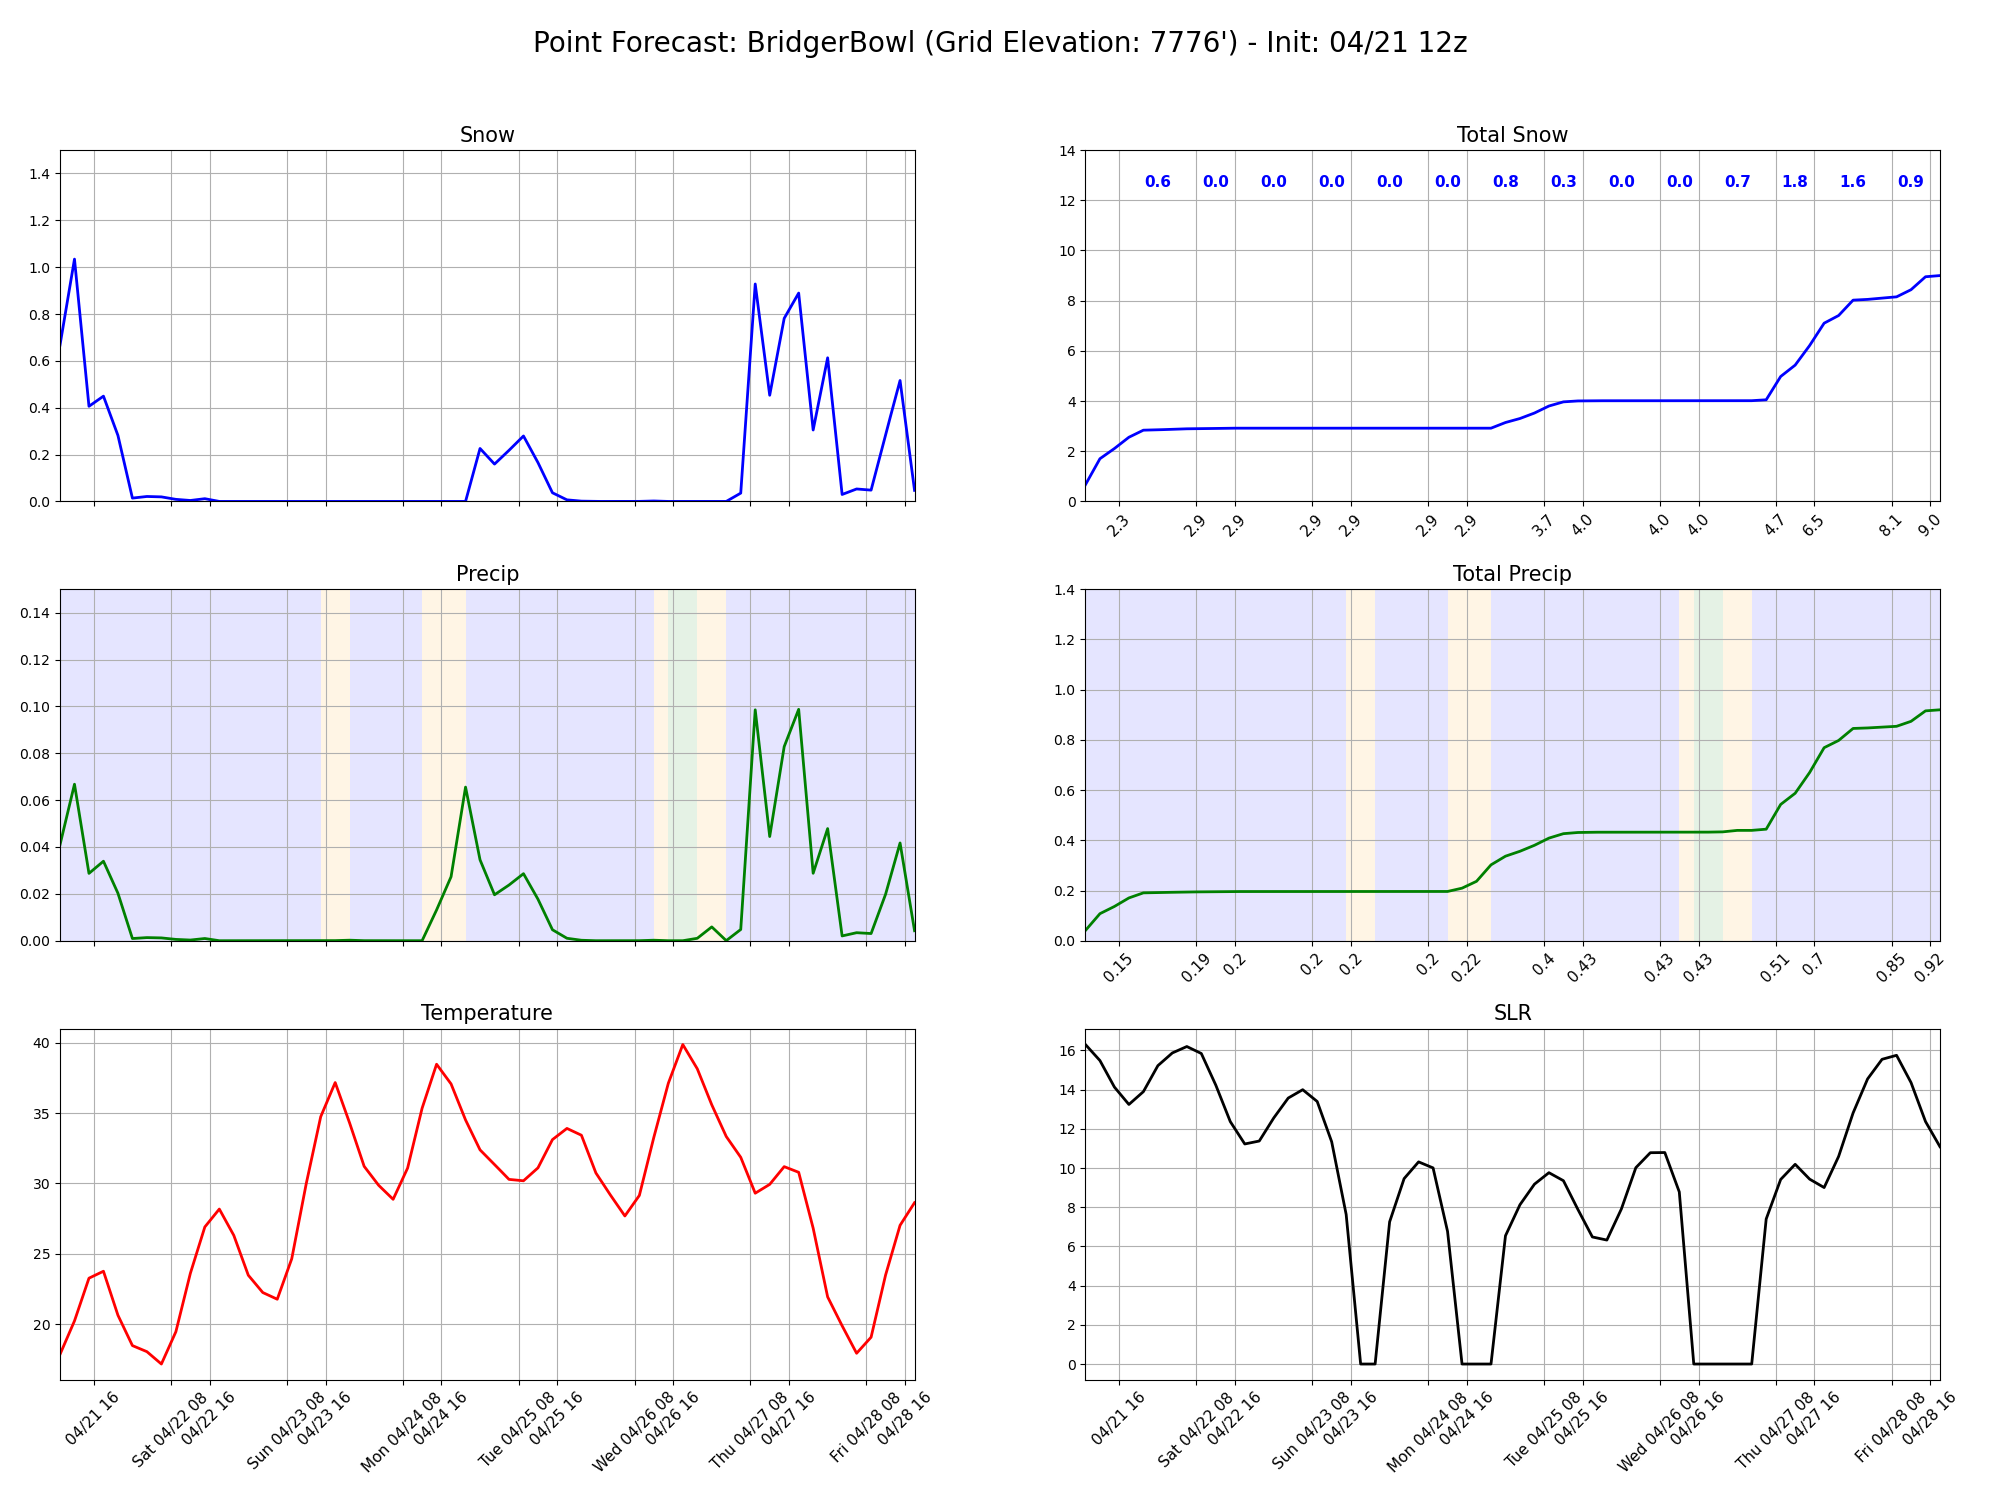 Point Forecast: BridgerBowl (Grid Elevation: 7776') - Init: 04/21 12z
Snow
1.4
1.2
1.0
0.8
0.6
0.4
0.2
0.0
Total Snow
14
12
10
8
6
4
2
0
0.6 0.0 0.0 0.0 0.0 0.0 0.8 0.3 0.0 0.0 0.7 1.8 1.6 0.9
2.3 2.9 2.9 2.9 2.9 2.9 2.9 3.7 4.0 4.0 4.0 4.7 6.5 8.1 9.0
Precip
0.14
0.12
0.10
0.08
0.06
0.04
0.02
0.00
Total Precip
1.4
1.2
1.0
0.8
0.6
0.4
0.2
0.0
0.15 0.19 0.2 0.2 0.2 0.2 0.22 0.4 0.43 0.43 0.43 0.51 0.7 0.85 0.92
Temperature
40
35
30
25
20
04/21 16
Sat 04/22 08
04/22 16
Sun 04/23 08
04/23 16
Mon 04/24 08
04/24 16
Tue 04/25 08
04/25 16
Wed 04/26 08
04/26 16
Thu 04/27 08
04/27 16
Fri 04/28 08
04/28 16
SLR
16
14
12
10
8
6
4
2
0
04/21 16
Sat 04/22 08
04/22 16
Sun 04/23 08
04/23 16
Mon 04/24 08
04/24 16
Tue 04/25 08
04/25 16
Wed 04/26 08
04/26 16
Thu 04/27 08
04/27 16
Fri 04/28 08
04/28 16